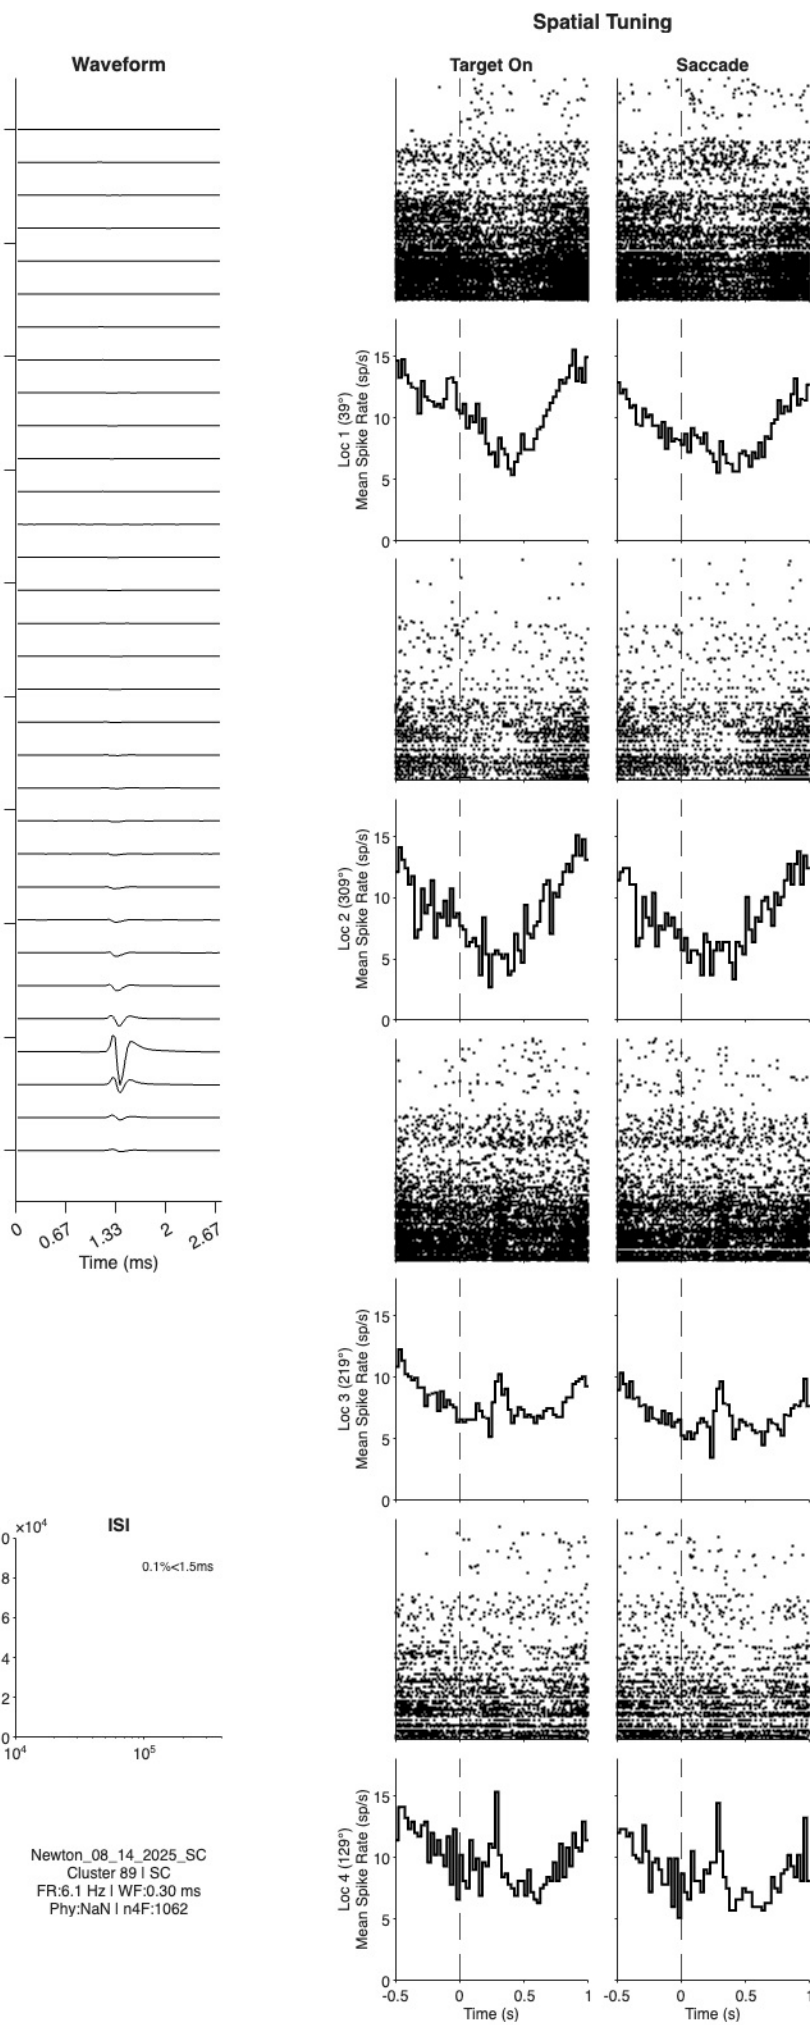 Spatial Tuning
Waveform
Target On
Saccade
15
10
5
0
Loc 1 (39°)
Mean Spike Rate (sp/s)
15
10
5
0
Loc 2 (309°)
Mean Spike Rate (sp/s)
0
0.67
1.33
2
2.67
Time (ms)
15
10
5
0
Loc 3 (219°)
Mean Spike Rate (sp/s)
ISI
0 ×10⁴
0.1%<1.5ms
8
6
4
2
0
10⁴
10⁵
Newton_08_14_2025_SC
Cluster 89 | SC
FR:6.1 Hz | WF:0.30 ms
Phy:NaN | n4F:1062
15
10
5
0
Loc 4 (129°)
Mean Spike Rate (sp/s)
-0.5 0 0.5 1
Time (s)
-0.5 0 0.5 1
Time (s)